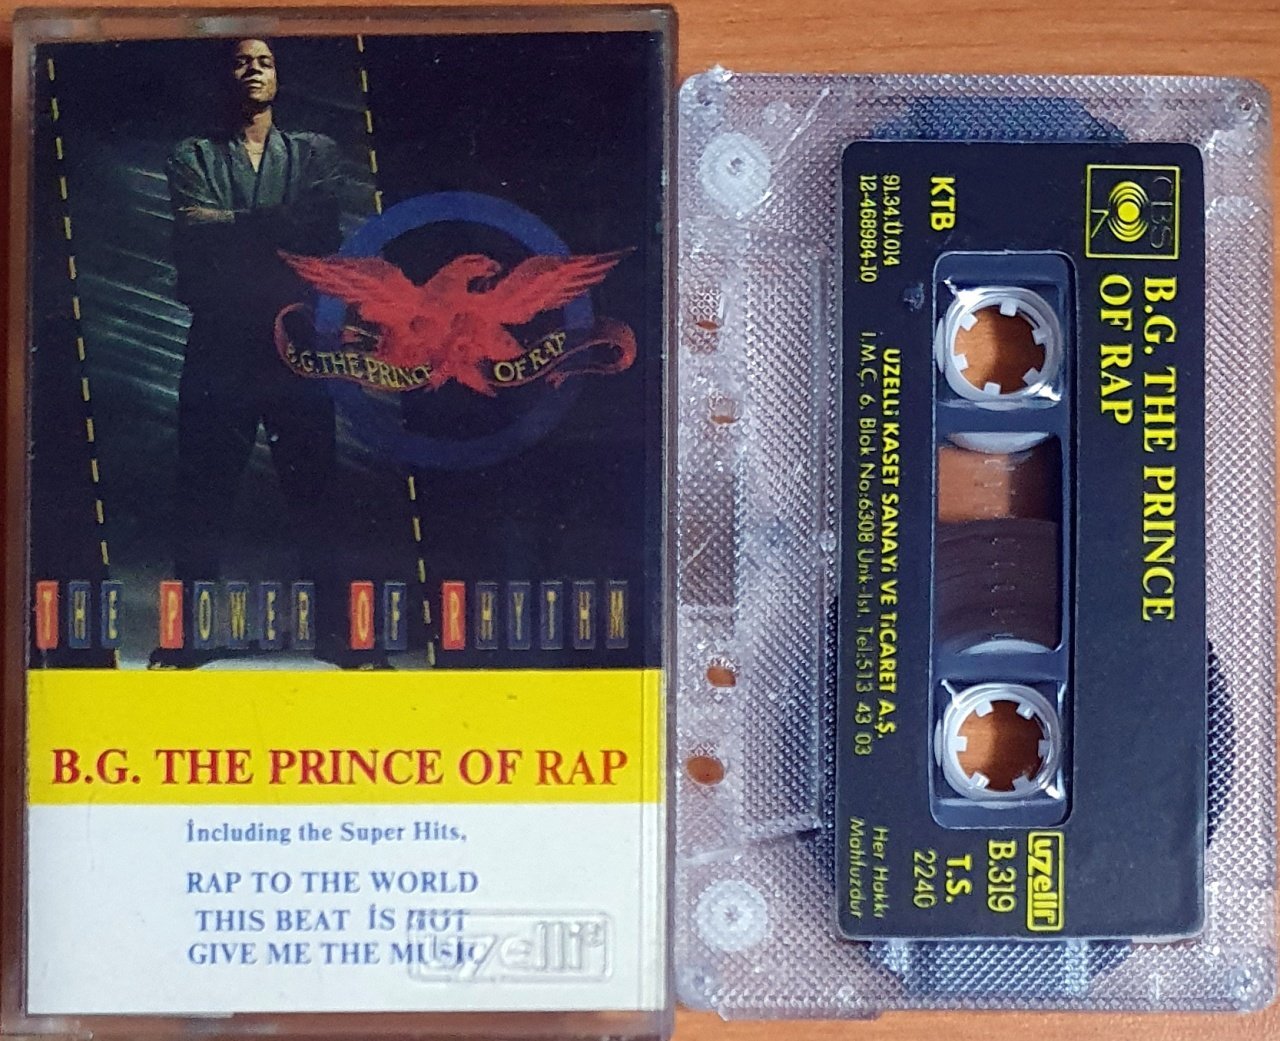 B.G. THE PRINCE OF RAP
THE POWER OF RHYTHM
B.G. THE PRINCE OF RAP
İncluding the Super Hits,
RAP TO THE WORLD
THIS BEAT İS HOT
GIVE ME THE MUSİC
uzelli
CBS
B.G. THE PRINCE
OF RAP
KTB
91.34.Ü.014
12-468984-10
UZELLİ KASET SANAYİ VE TİCARET A.Ş.
İ.M.Ç. 6. Blok No:6308 Unk-İst. Tel:513 43 03
uzelli
B.319
T.S.
2240
Her Hakkı
Mahfuzdur